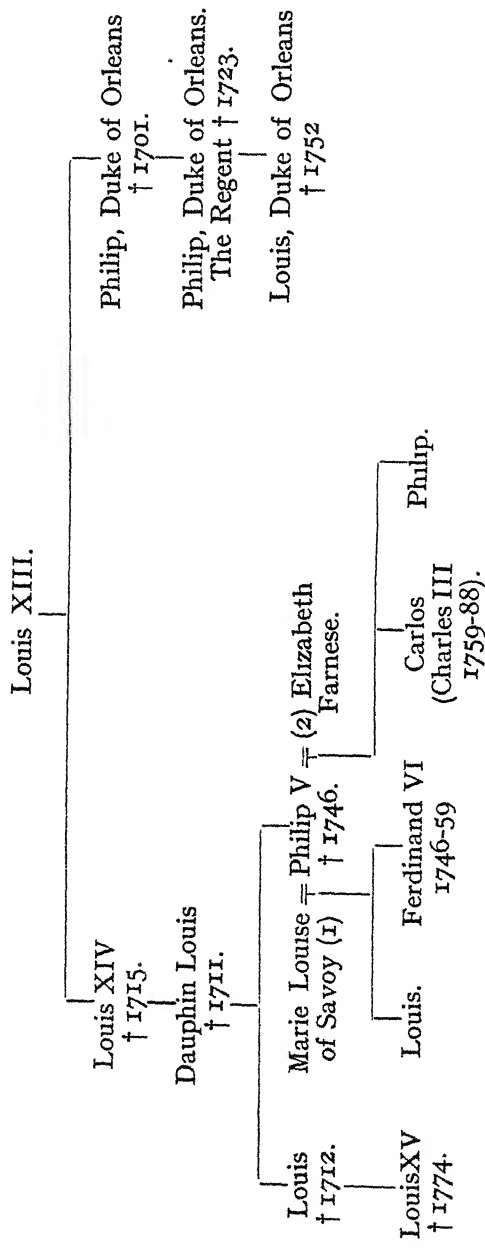 Louis XIII.
Louis XIV
† 1715.
Philip, Duke of Orleans
† 1701.
Dauphin Louis
† 1711.
Philip, Duke of Orleans.
The Regent † 1723.
Louis, Duke of Orleans
† 1752
Louis
† 1712.
Marie Louise = Philip V = (2) Elizabeth
of Savoy (1)
† 1746.
Farnese.
LouisXV
† 1774.
Louis.
Ferdinand VI
1746-59
Carlos
(Charles III
1759-88).
Philip.